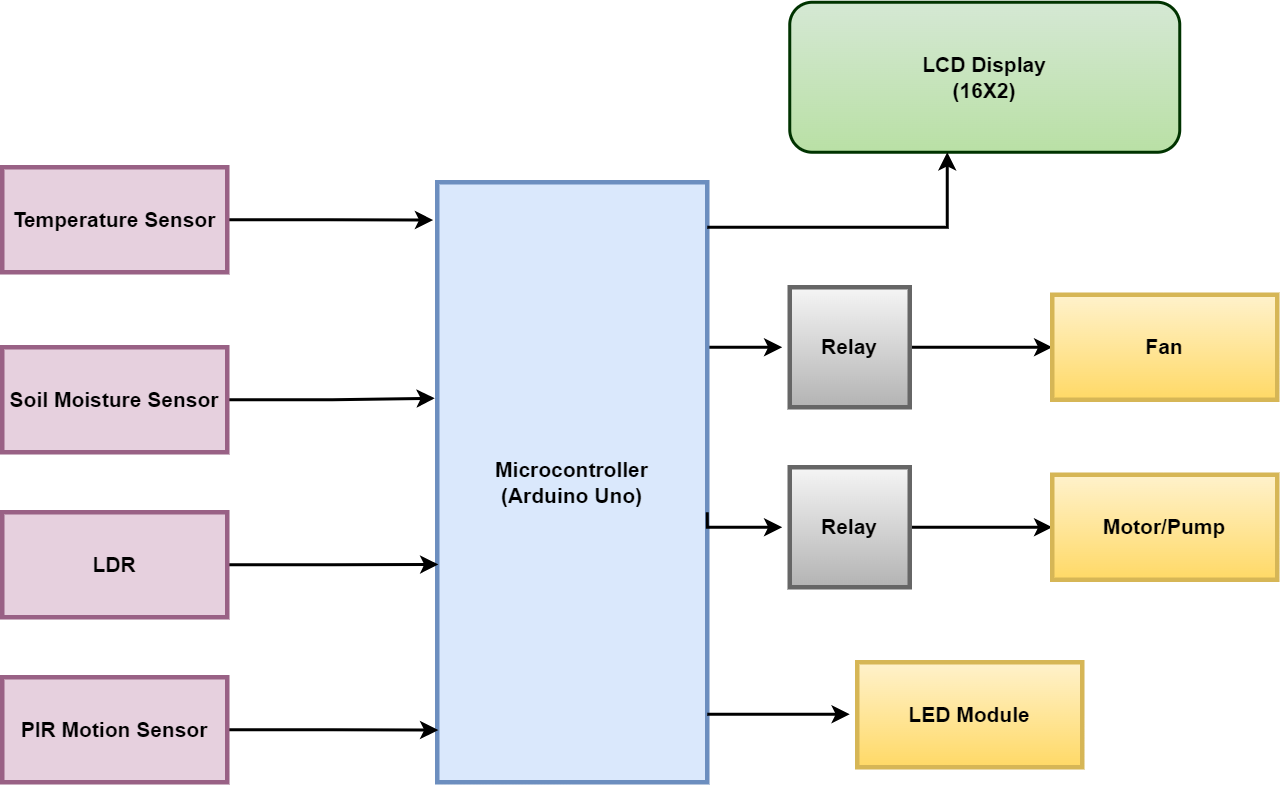 LCD Display
(16X2)
Temperature Sensor
Relay
Fan
Soil Moisture Sensor
Microcontroller
(Arduino Uno)
Relay
Motor/Pump
LDR
LED Module
PIR Motion Sensor